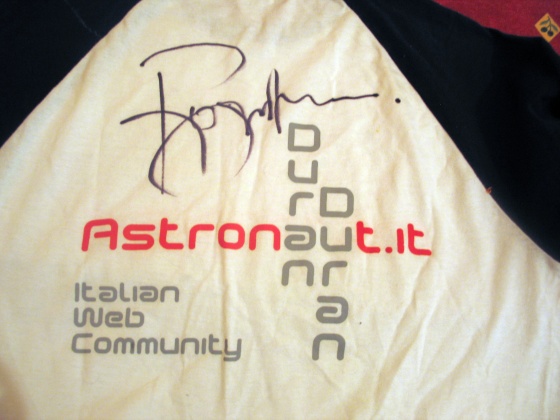 Duran
Duran
Astronaut.it
Italian
Web
Community